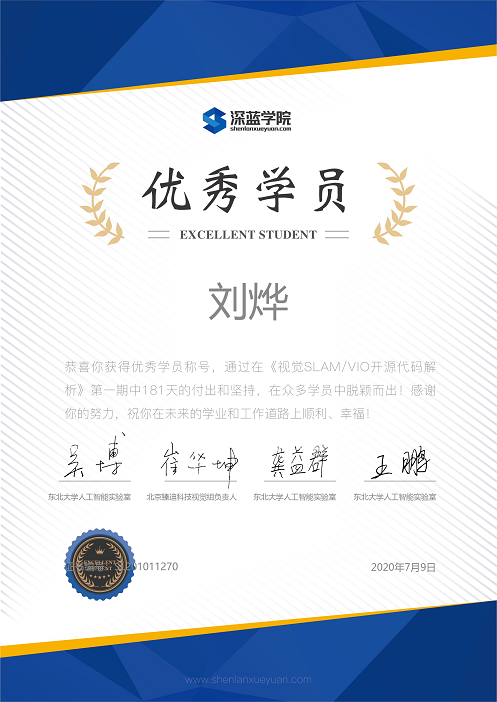 深蓝学院
shenlanxueyuan.com
优秀学员
EXCELLENT STUDENT
刘烨
恭喜你获得优秀学员称号，通过在《视觉SLAM/VIO开源代码解
析》第一期中181天的付出和坚持，在众多学员中脱颖而出！感谢
你的努力，祝你在未来的学业和工作道路上顺利、幸福！
吴博 崔华坤 龚益群 王鹏
东北大学人工智能实验室 北京臻迪科技视觉组负责人 东北大学人工智能实验室 东北大学人工智能实验室
EXCELLENT
STUDENT
201011270
2020年7月9日
www.shenlanxueyuan.com